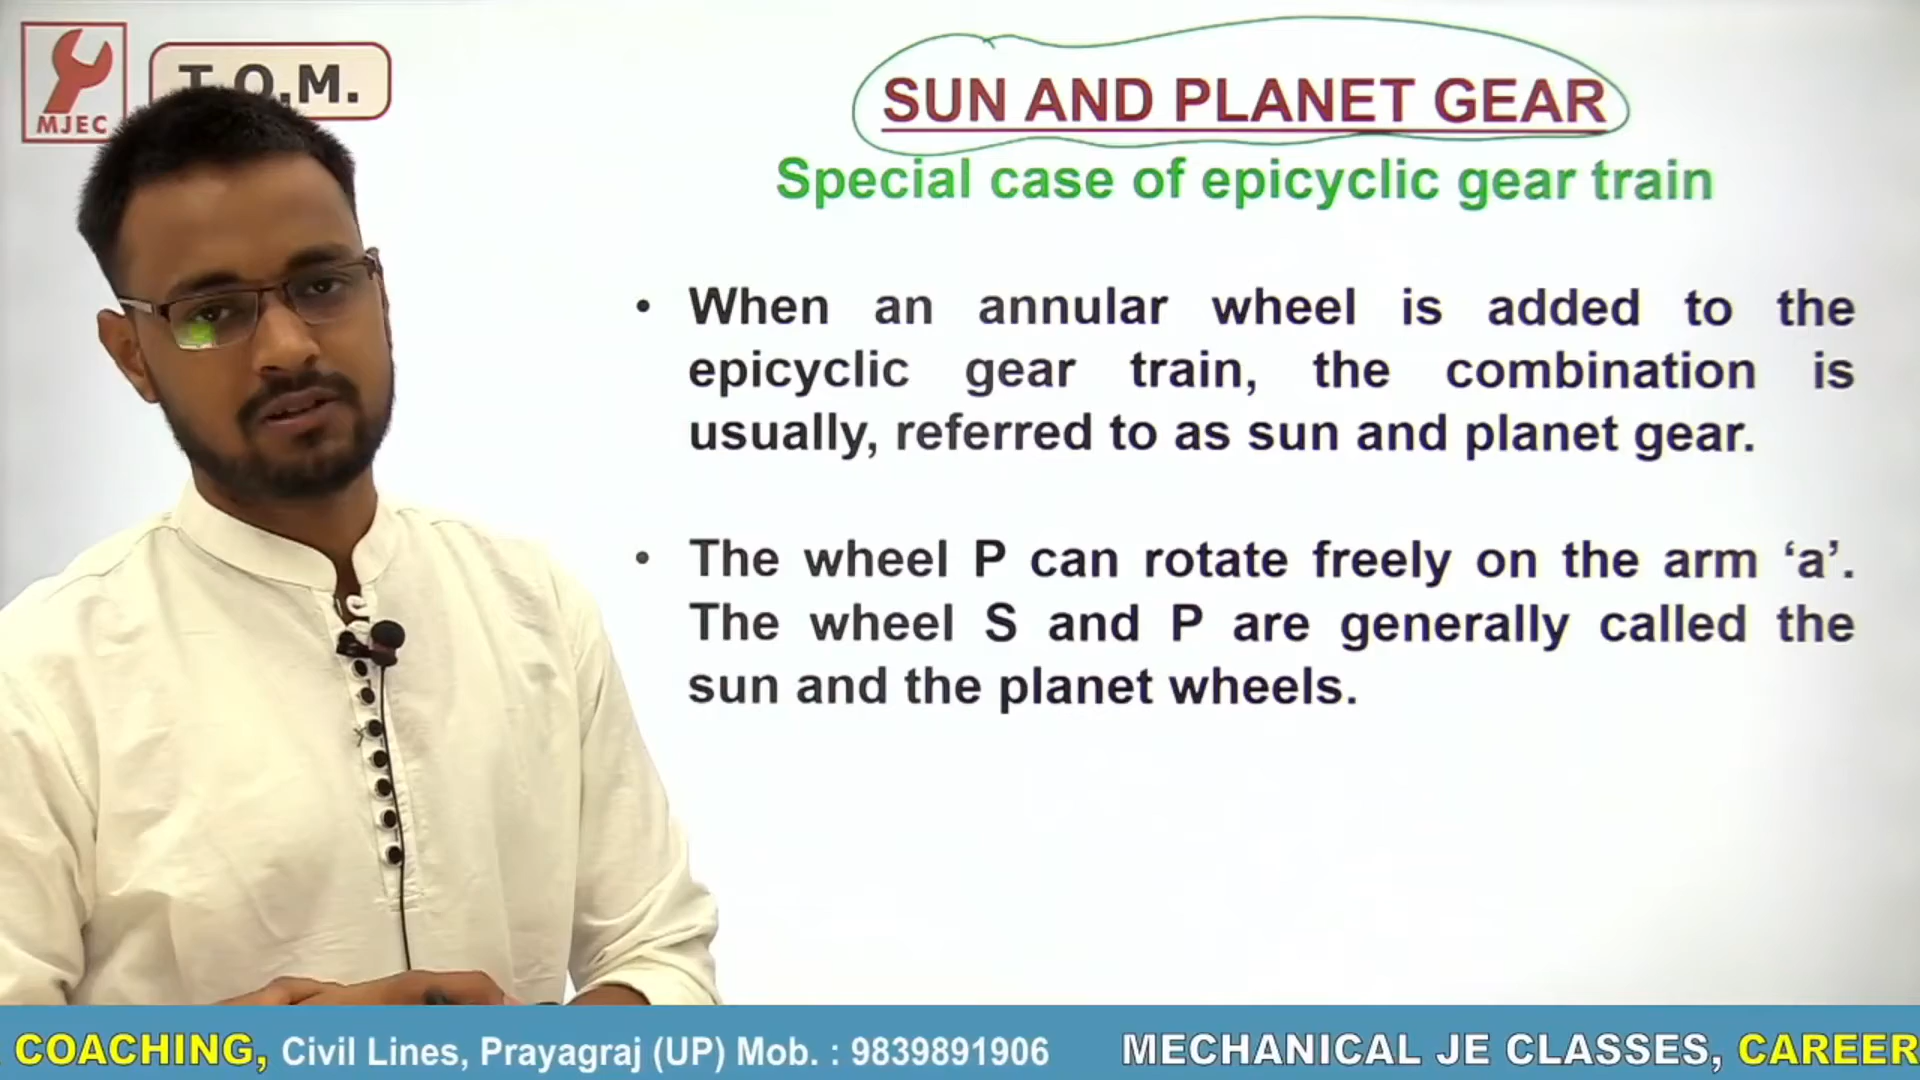 MJEC
T.O.M.
SUN AND PLANET GEAR
Special case of epicyclic gear train
• When an annular wheel is added to the
epicyclic gear train, the combination is
usually, referred to as sun and planet gear.
• The wheel P can rotate freely on the arm ‘a’.
The wheel S and P are generally called the
sun and the planet wheels.
COACHING, Civil Lines, Prayagraj (UP) Mob. : 9839891906 MECHANICAL JE CLASSES, CAREER